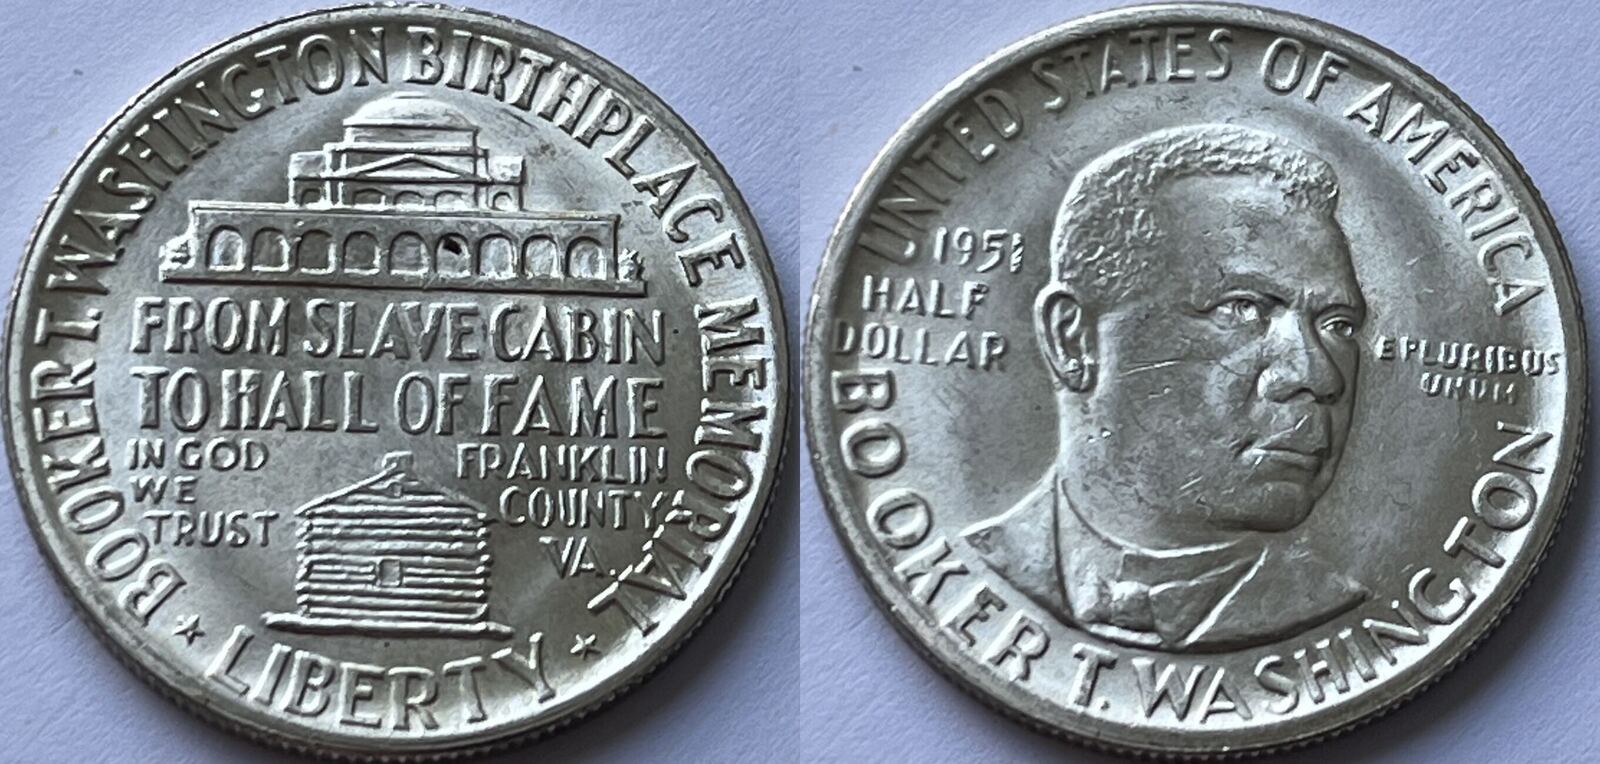 BOOKER T. WASHINGTON BIRTHPLACE MEMORIAL
FROM SLAVE CABIN
TO HALL OF FAME
IN GOD
WE
TRUST
FRANKLIN
COUNTY
VA.
LIBERTY
UNITED STATES OF AMERICA
1951
HALF
DOLLAR
E PLURIBUS
UNUM
BOOKER T. WASHINGTON